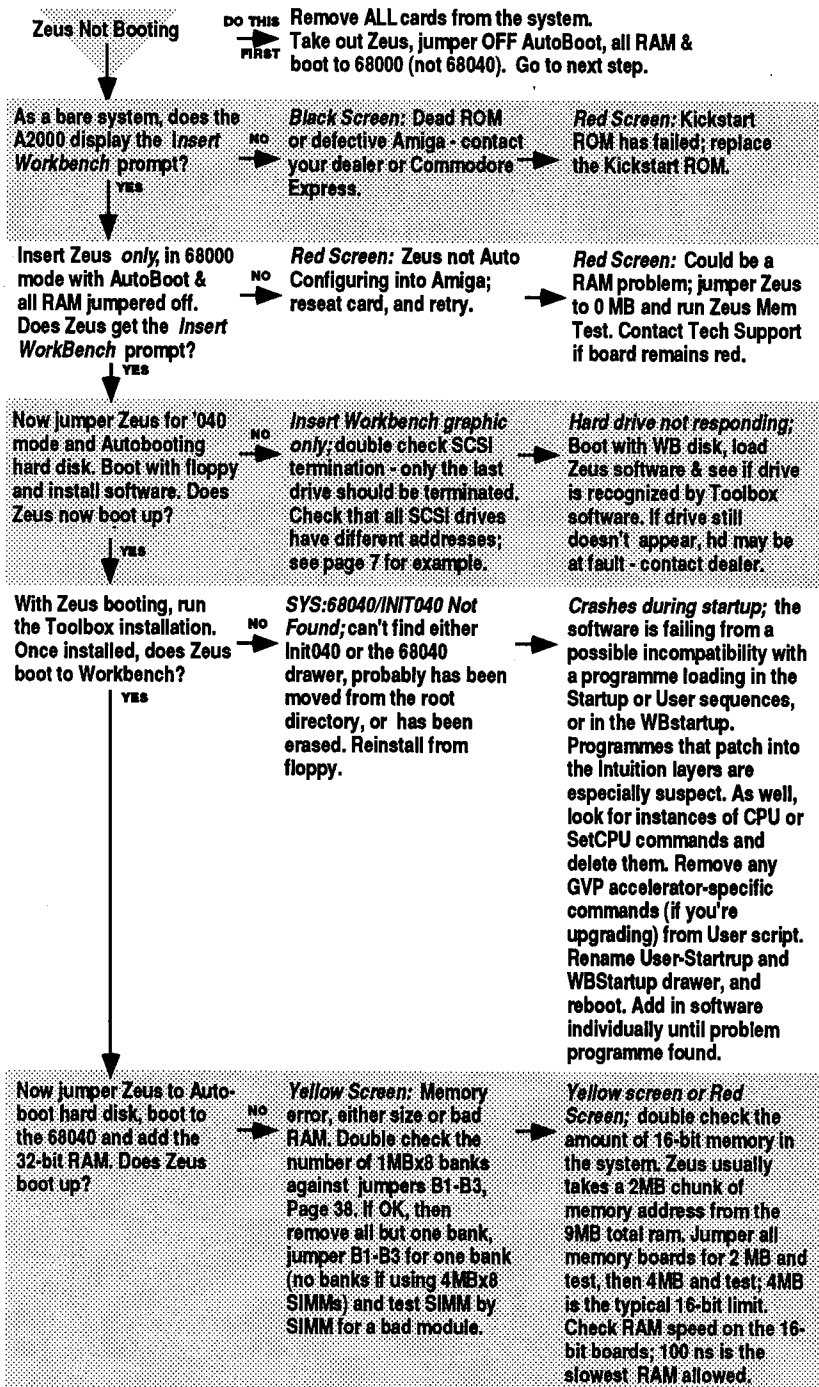 Zeus Not Booting
DO THIS
FIRST
Remove ALL cards from the system.
Take out Zeus, jumper OFF AutoBoot, all RAM &
boot to 68000 (not 68040). Go to next step.
As a bare system, does the
A2000 display the Insert
Workbench prompt?
NO
YES
Black Screen: Dead ROM
or defective Amiga - contact
your dealer or Commodore
Express.
Red Screen: Kickstart
ROM has failed; replace
the Kickstart ROM.
Insert Zeus only, in 68000
mode with AutoBoot &
all RAM jumpered off.
Does Zeus get the Insert
WorkBench prompt?
NO
YES
Red Screen: Zeus not Auto
Configuring into Amiga;
reseat card, and retry.
Red Screen: Could be a
RAM problem; jumper Zeus
to 0 MB and run Zeus Mem
Test. Contact Tech Support
if board remains red.
Now jumper Zeus for '040
mode and Autobooting
hard disk. Boot with floppy
and install software. Does
Zeus now boot up?
NO
YES
Insert Workbench graphic
only; double check SCSI
termination - only the last
drive should be terminated.
Check that all SCSI drives
have different addresses;
see page 7 for example.
Hard drive not responding;
Boot with WB disk, load
Zeus software & see if drive
is recognized by Toolbox
software. If drive still
doesn't appear, hd may be
at fault - contact dealer.
With Zeus booting, run
the Toolbox installation.
Once installed, does Zeus
boot to Workbench?
NO
YES
SYS:68040/INIT040 Not
Found; can't find either
Init040 or the 68040
drawer, probably has been
moved from the root
directory, or has been
erased. Reinstall from
floppy.
Crashes during startup; the
software is failing from a
possible incompatibility with
a programme loading in the
Startup or User sequences,
or in the WBstartup.
Programmes that patch into
the Intuition layers are
especially suspect. As well,
look for instances of CPU or
SetCPU commands and
delete them. Remove any
GVP accelerator-specific
commands (if you're
upgrading) from User script.
Rename User-Startrup and
WBStartup drawer, and
reboot. Add in software
individually until problem
programme found.
Now jumper Zeus to Auto-
boot hard disk, boot to
the 68040 and add the
32-bit RAM. Does Zeus
boot up?
NO
Yellow Screen: Memory
error, either size or bad
RAM. Double check the
number of 1MBx8 banks
against jumpers B1-B3,
Page 38. If OK, then
remove all but one bank,
jumper B1-B3 for one bank
(no banks if using 4MBx8
SIMMs) and test SIMM by
SIMM for a bad module.
Yellow screen or Red
Screen; double check the
amount of 16-bit memory in
the system. Zeus usually
takes a 2MB chunk of
memory address from the
9MB total ram. Jumper all
memory boards for 2 MB and
test, then 4MB and test; 4MB
is the typical 16-bit limit.
Check RAM speed on the 16-
bit boards; 100 ns is the
slowest RAM allowed.